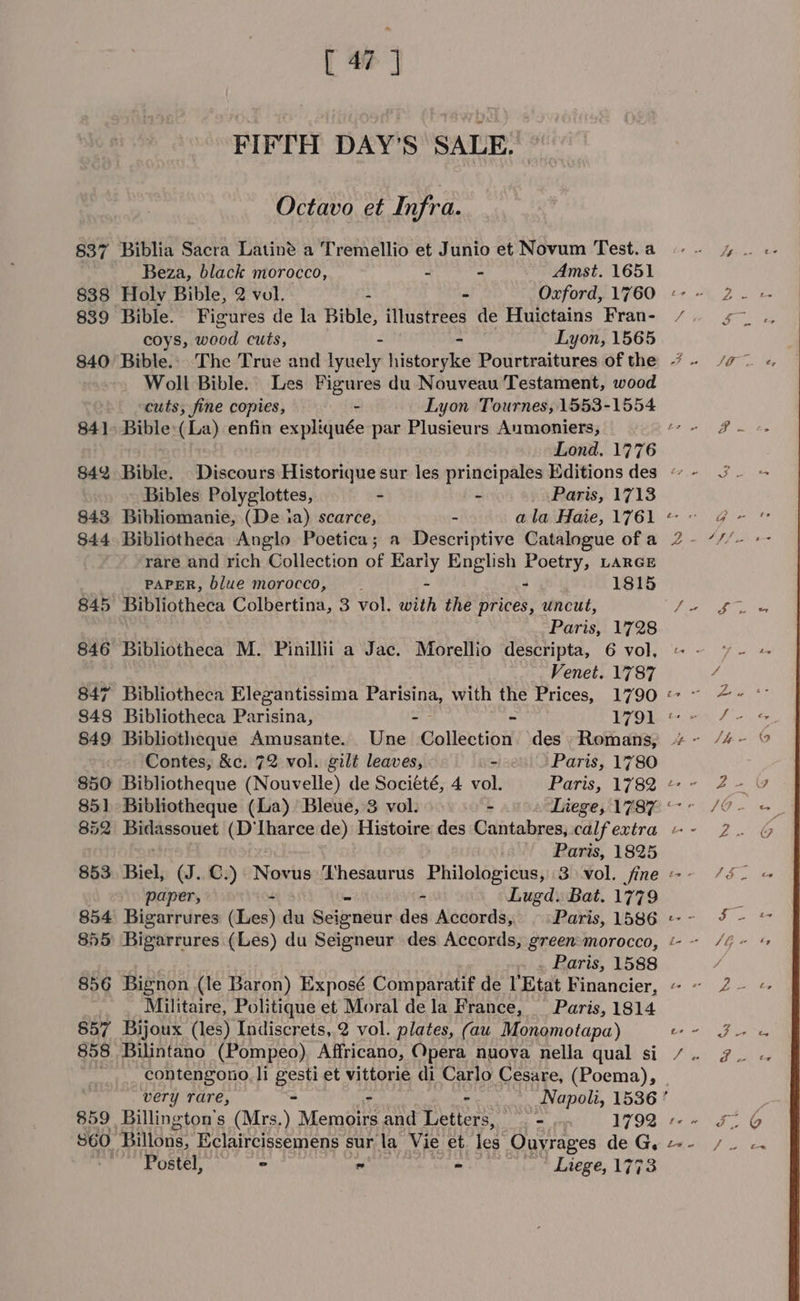 [ 47 ]
FIFTH DAY'S SALE.
Octavo et Infra.
837 Biblia Sacra Latinè a Tremellio et Junio et Novum Test. a
Beza, black morocco, - - Amst. 1651
838 Holy Bible, 2 vol. - - Oxford, 1760
839 Bible. Figures de la Bible, illustrees de Huictains Fran-
coys, wood cuts, - - Lyon, 1565
840 Bible. The True and lyuely historyke Pourtraitures of the
Woll Bible. Les Figures du Nouveau Testament, wood
cuts, fine copies, - Lyon Tournes, 1553-1554
841 Bible (La) enfin expliquée par Plusieurs Aumoniers,
Lond. 1776
842 Bible. Discours Historique sur les principales Editions des
Bibles Polyglottes, - - Paris, 1713
843 Bibliomanie, (De la) scarce, - a la Haie, 1761
844 Bibliotheca Anglo Poetica; a Descriptive Catalogue of a
rare and rich Collection of Early English Poetry, LARGE
PAPER, blue morocco, - - 1815
845 Bibliotheca Colbertina, 3 vol. with the prices, uncut,
Paris, 1728
846 Bibliotheca M. Pinillii a Jac. Morellio descripta, 6 vol,
Venet. 1787
847 Bibliotheca Elegantissima Parisina, with the Prices, 1790
848 Bibliotheca Parisina, - - 1791
849 Bibliotheque Amusante. Une Collection des Romans,
Contes, &c. 72 vol. gilt leaves, - Paris, 1780
850 Bibliotheque (Nouvelle) de Société, 4 vol. Paris, 1782
851 Bibliotheque (La) Bleue, 3 vol. - Liege, 1787
852 Bidassouet (D'Iharce de) Histoire des Cantabres, calf extra
Paris, 1825
853 Biel, (J. C.) Novus Thesaurus Philologicus, 3 vol. fine
paper, - - - Lugd. Bat. 1779
854 Bigarrures (Les) du Seigneur des Accords, Paris, 1586
855 Bigarrures (Les) du Seigneur des Accords, green morocco,
Paris, 1588
856 Bignon (le Baron) Exposé Comparatif de l'Etat Financier,
Militaire, Politique et Moral de la France, Paris, 1814
857 Bijoux (les) Indiscrets, 2 vol. plates, (au Monomotapa)
858 Bilintano (Pompeo) Affricano, Opera nuova nella qual si
contengono li gesti et vittorie di Carlo Cesare, (Poema),
very rare, - - - Napoli, 1536
859 Billington's (Mrs.) Memoirs and Letters, - 1792
860 Billons, Eclaircissemens sur la Vie et les Ouvrages de G.
Postel, - - - Liege, 1773